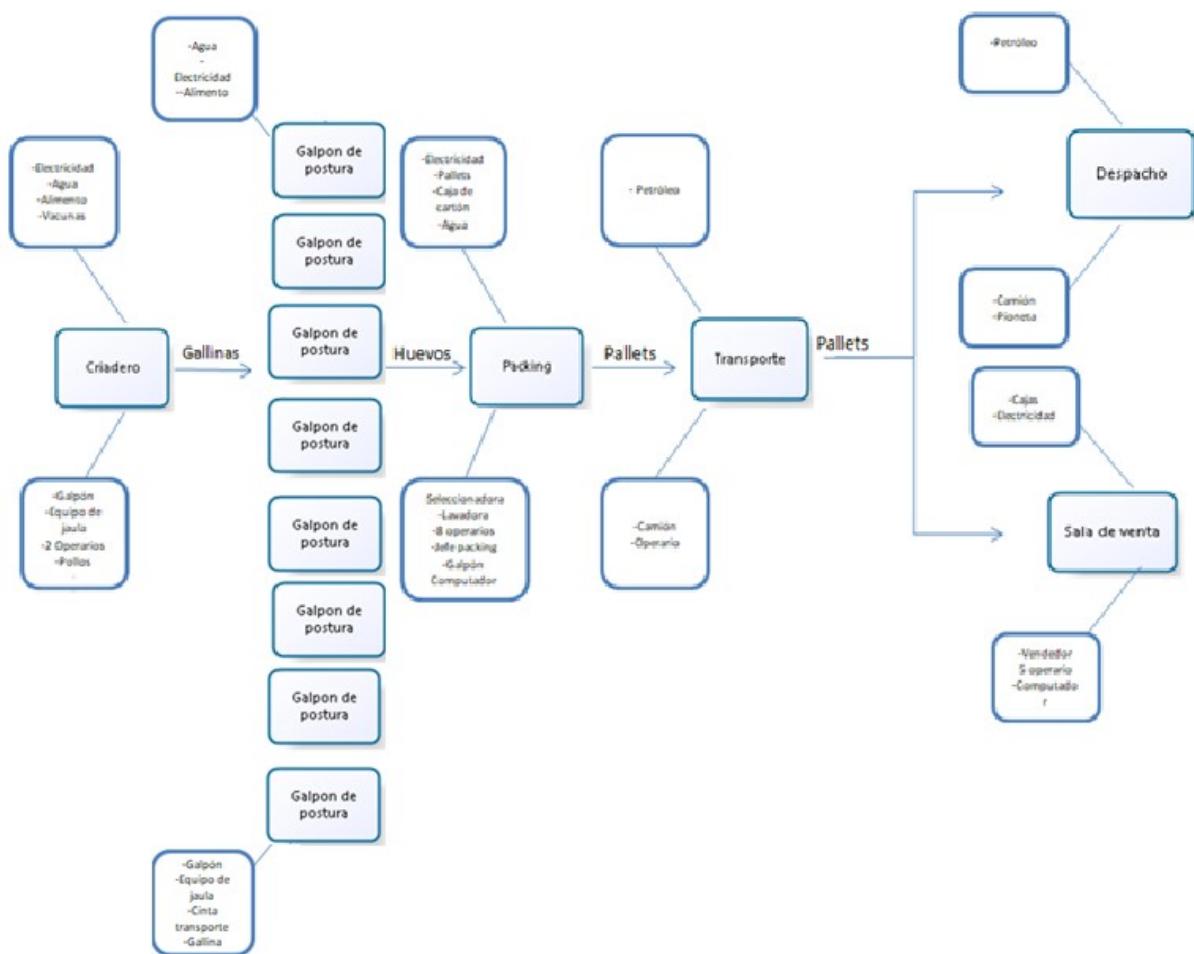 -Agua
-
Electricidad
--Alimento
-Petróleo
Galpon de
postura
-Electricidad
-Agua
-Alimento
-Vacunas
-Electricidad
-Pallets
-Caja de
cartón
-Agua
- Petróleo
Despacho
Galpon de
postura
Galpon de
postura
-Camión
-Pioneta
Criadero
Gallinas
Huevos
Packing
Pallets
Transporte
Pallets
-Cajas
-Electricidad
Galpon de
postura
-Galpón
-Equipo de
jaula
-2 Operarios
-Pollos
-
Galpon de
postura
Seleccionadora
-Lavadora
-8 operarios
-Jefe packing
-Galpón
Computador
-Camión
-Operario
Sala de venta
Galpon de
postura
Galpon de
postura
-Vendedor
5 operario
-Computado
r
Galpon de
postura
-Galpón
-Equipo de
jaula
-Cinta
transporte
-Gallina